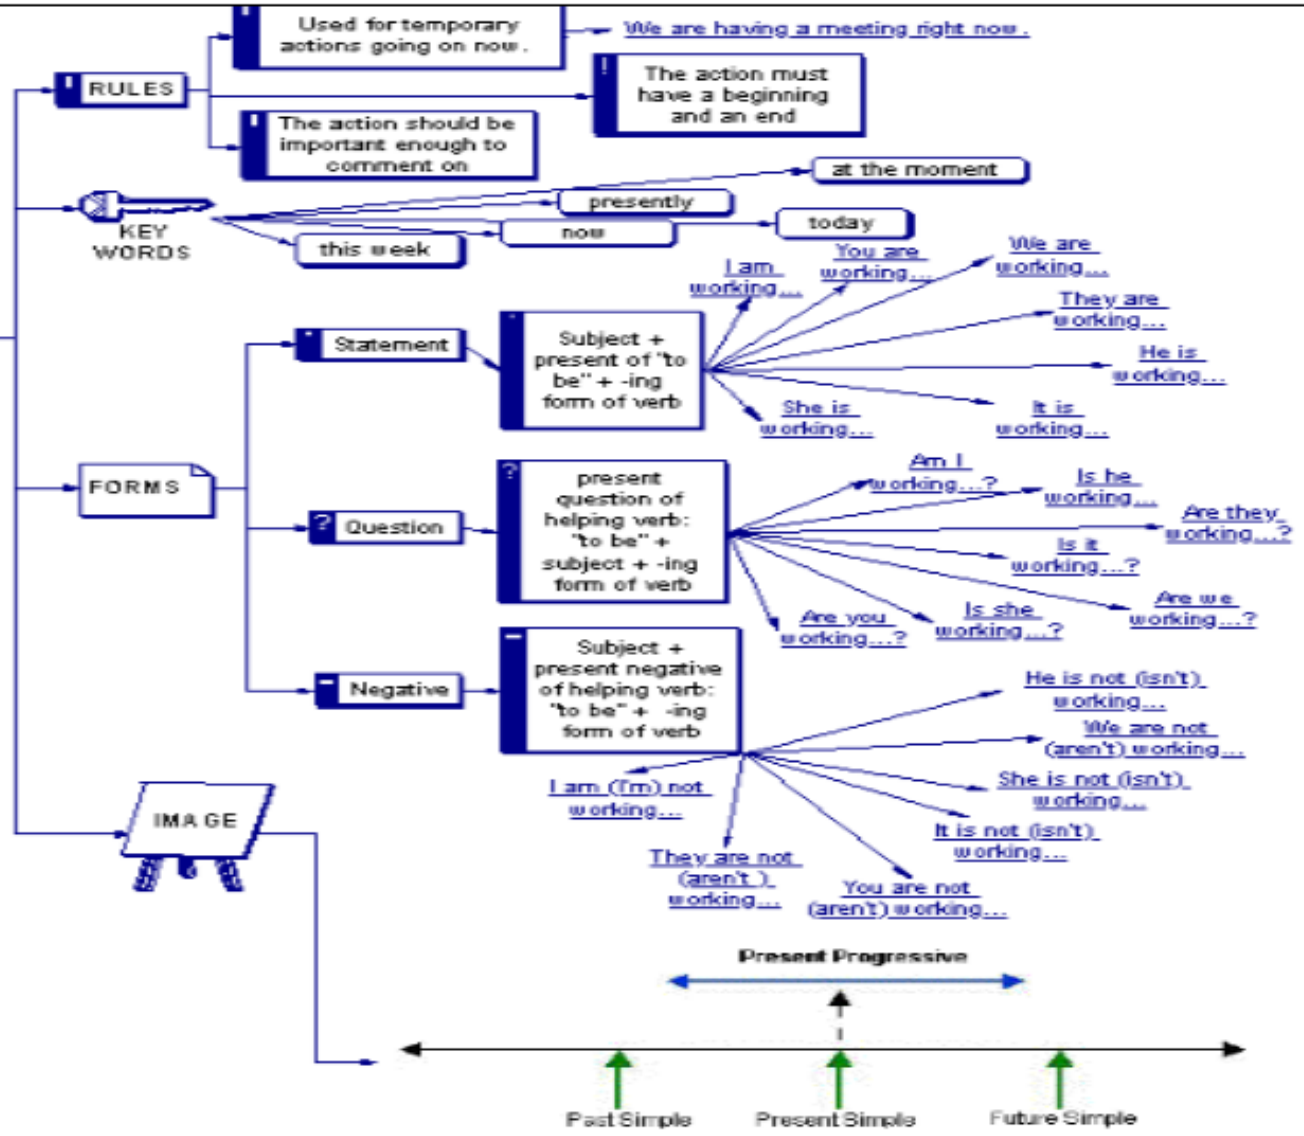 Used for temporary
actions going on now.
We are having a meeting right now.
RULES
The action must
have a beginning
and an end
The action should be
important enough to
comment on
at the moment
presently
KEY
WORDS
now
today
this week
I am
working...
You are
working...
We are
working...
They are
working...
Statement
Subject +
present of "to
be" + -ing
form of verb
He is
working...
She is
working...
It is
working...
FORMS
?
Question
?
present
question of
helping verb:
"to be" +
subject + -ing
form of verb
Am I
working...?
Is he
working...
Are they
working...?
Is it
working...?
Are we
working...?
Is she
working...?
Are you
working...?
Negative
Subject +
present negative
of helping verb:
"to be" + -ing
form of verb
He is not (isn't)
working...
We are not
(aren't) working...
She is not (isn't)
working...
It is not (isn't)
working...
I am (I'm) not
working...
They are not
(aren't )
working...
You are not
(aren't) working...
IMAGE
Present Progressive
Past Simple
Present Simple
Future Simple